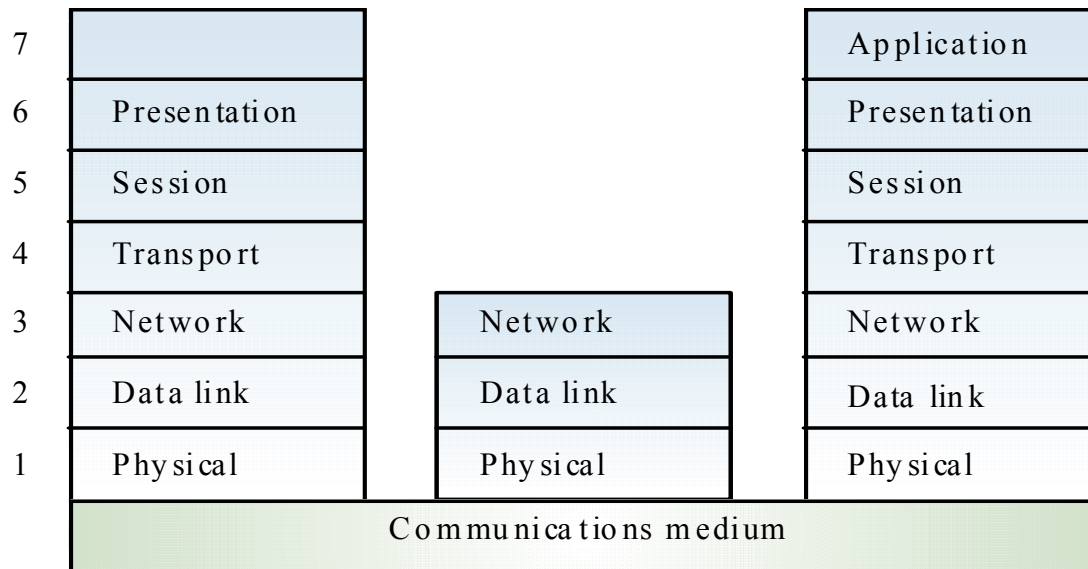 7 Application
6 Presentation Presentation
5 Session Session
4 Transport Transport
3 Network Network Network
2 Data link Data link Data link
1 Physical Physical Physical
Communications medium